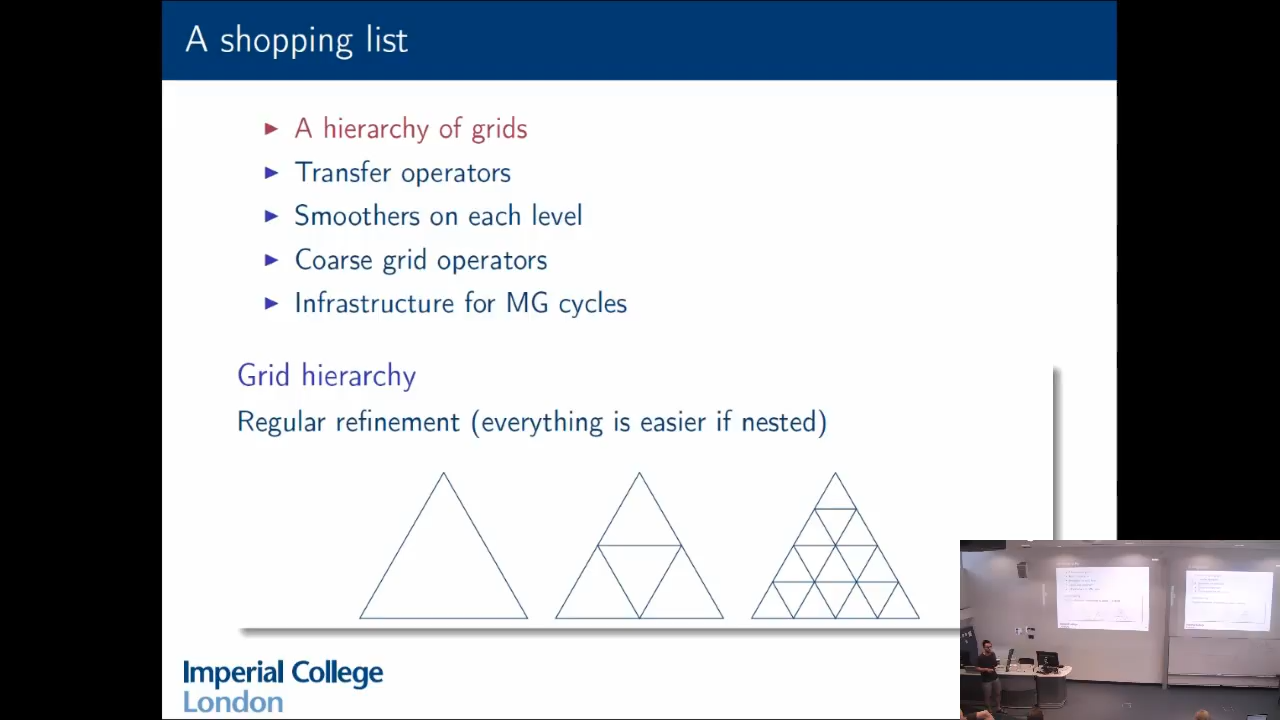 A shopping list
A hierarchy of grids
Transfer operators
Smoothers on each level
Coarse grid operators
Infrastructure for MG cycles
Grid hierarchy
Regular refinement (everything is easier if nested)
Imperial College
London